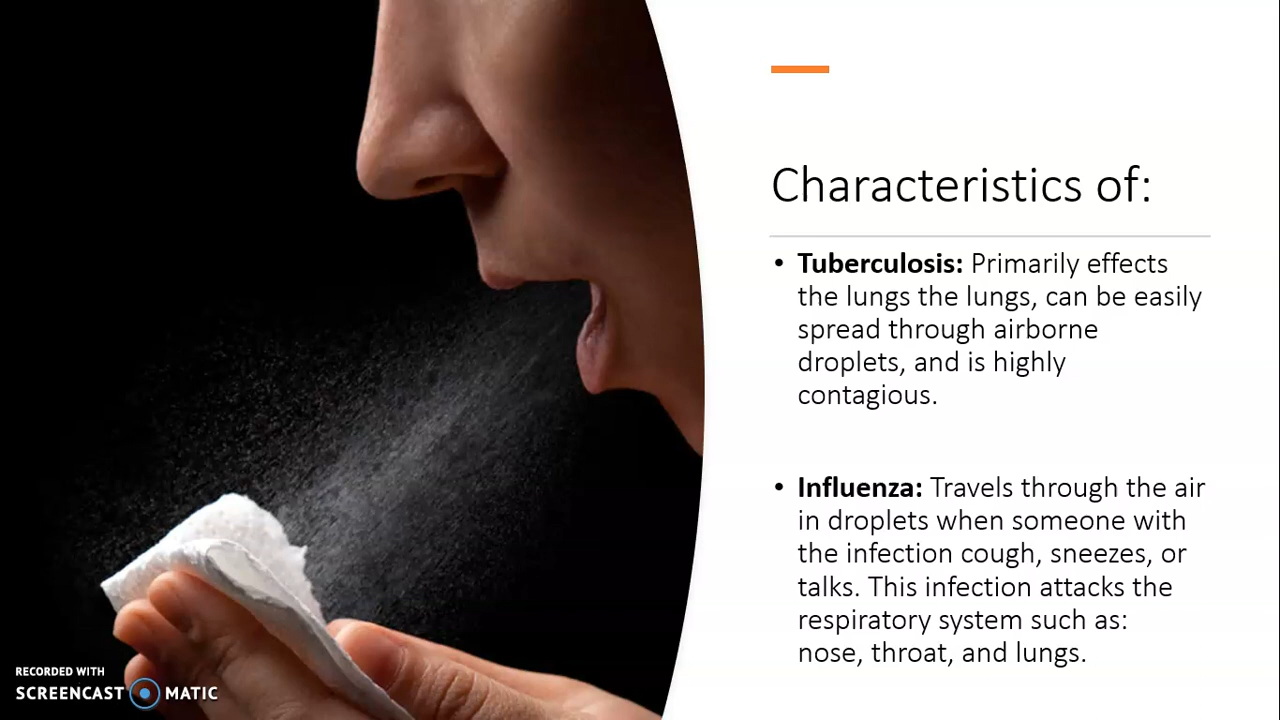 Characteristics of:
• Tuberculosis: Primarily effects
the lungs the lungs, can be easily
spread through airborne
droplets, and is highly
contagious.
• Influenza: Travels through the air
in droplets when someone with
the infection cough, sneezes, or
talks. This infection attacks the
respiratory system such as:
nose, throat, and lungs.
RECORDED WITH
SCREENCAST MATIC